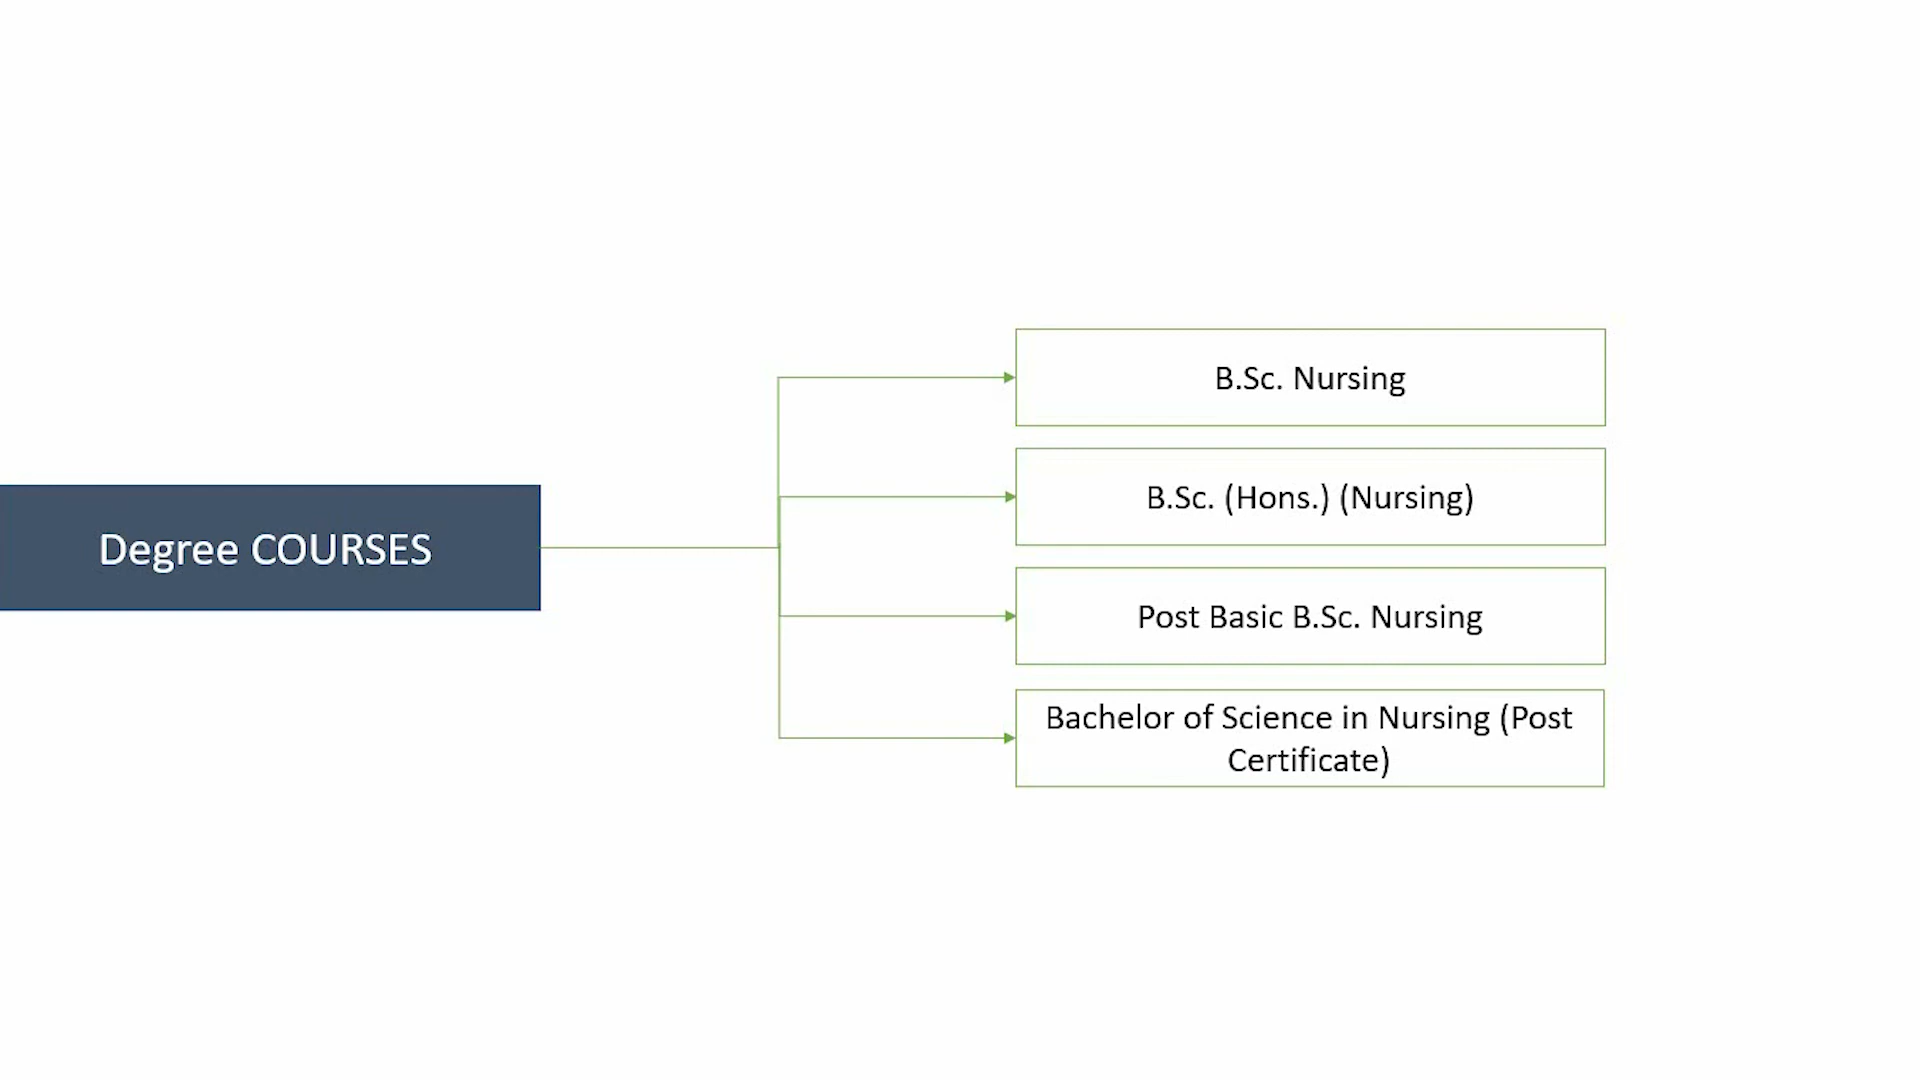 Degree COURSES
B.Sc. Nursing
B.Sc. (Hons.) (Nursing)
Post Basic B.Sc. Nursing
Bachelor of Science in Nursing (Post
Certificate)